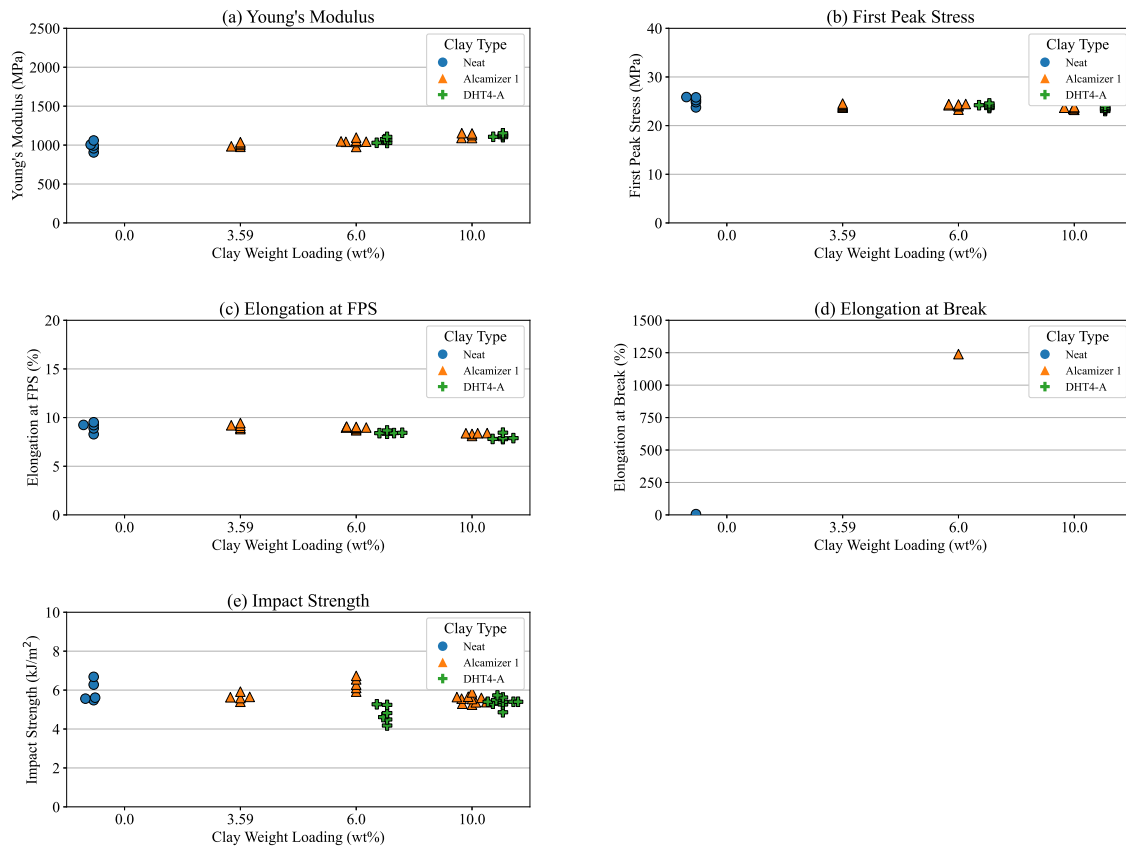 (a) Young's Modulus
Young's Modulus (MPa)
2500
2000
1500
1000
500
0
Clay Type
Neat
Alcamizer 1
DHT4-A
0.0 3.59 6.0 10.0
Clay Weight Loading (wt%)
(b) First Peak Stress
First Peak Stress (MPa)
40
30
20
10
0
Clay Type
Neat
Alcamizer 1
DHT4-A
0.0 3.59 6.0 10.0
Clay Weight Loading (wt%)
(c) Elongation at FPS
Elongation at FPS (%)
20
15
10
5
0
Clay Type
Neat
Alcamizer 1
DHT4-A
0.0 3.59 6.0 10.0
Clay Weight Loading (wt%)
(d) Elongation at Break
Elongation at Break (%)
1500
1250
1000
750
500
250
0
Clay Type
Neat
Alcamizer 1
DHT4-A
0.0 3.59 6.0 10.0
Clay Weight Loading (wt%)
(e) Impact Strength
Impact Strength (kJ/m²)
10
8
6
4
2
0
Clay Type
Neat
Alcamizer 1
DHT4-A
0.0 3.59 6.0 10.0
Clay Weight Loading (wt%)